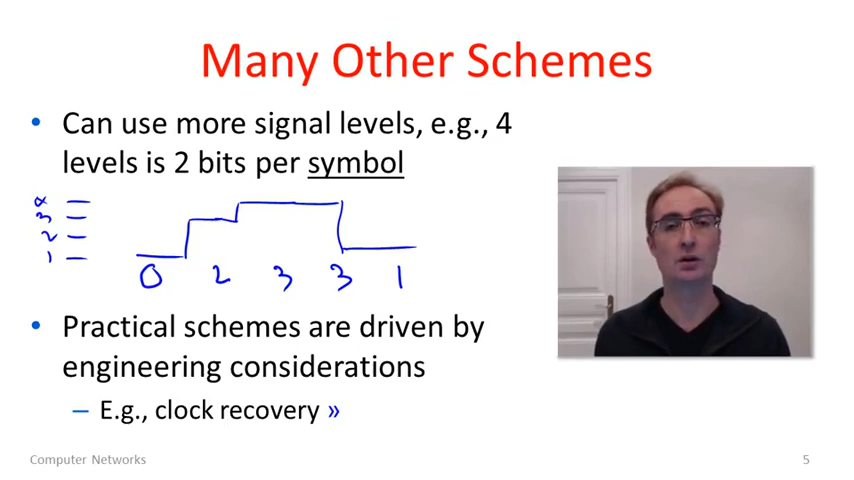 Many Other Schemes
• Can use more signal levels, e.g., 4
levels is 2 bits per symbol
3
2
1
0 2 3 3 1
• Practical schemes are driven by
engineering considerations
– E.g., clock recovery »
Computer Networks 5